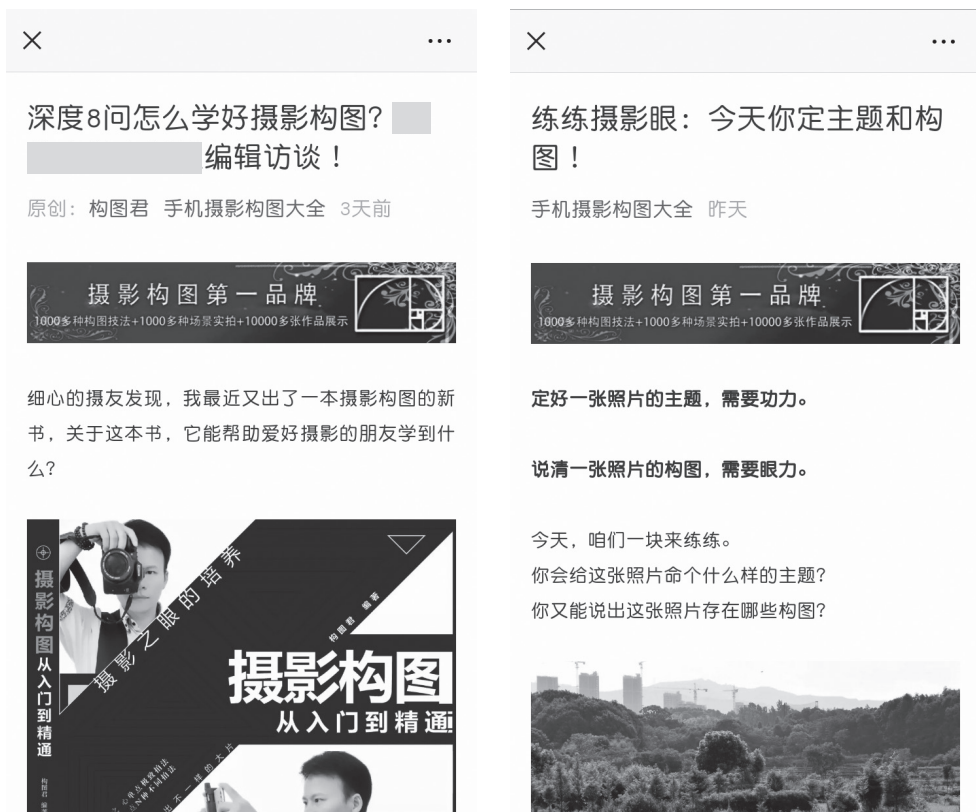 深度8问怎么学好摄影构图?
编辑访谈！
原创： 构图君 手机摄影构图大全 3天前
摄影构图第一品牌
1000多种构图技法+1000多种场景实拍+10000多张作品展示
细心的摄友发现，我最近又出了一本摄影构图的新
书，关于这本书，它能帮助爱好摄影的朋友学到什
么?
摄影构图从入门到精通
构图君 编著
摄影之眼的培养
构图君 编著
摄影构图
从入门到精通
练练摄影眼：今天你定主题和构
图！
手机摄影构图大全 昨天
摄影构图第一品牌
1000多种构图技法+1000多种场景实拍+10000多张作品展示
定好一张照片的主题，需要功力。
说清一张照片的构图，需要眼力。
今天，咱们一块来练练。
你会给这张照片命个什么样的主题?
你又能说出这张照片存在哪些构图?